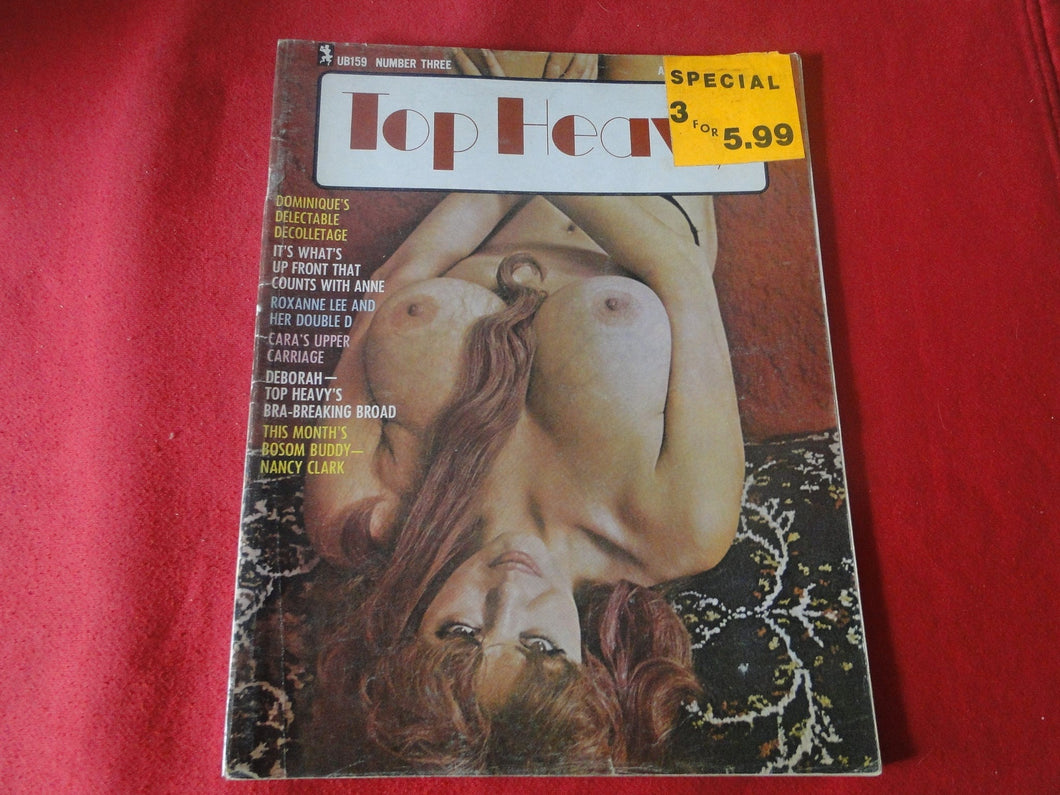 UB159 NUMBER THREE
SPECIAL
3 FOR 5.99
Top Heav
DOMINIQUE'S
DELECTABLE
DECOLLETAGE
IT'S WHAT'S
UP FRONT THAT
COUNTS WITH ANNE
ROXANNE LEE AND
HER DOUBLE D
CARA'S UPPER
CARRIAGE
DEBORAH—
TOP HEAVY'S
BRA-BREAKING BROAD
THIS MONTH'S
BOSOM BUDDY—
NANCY CLARK